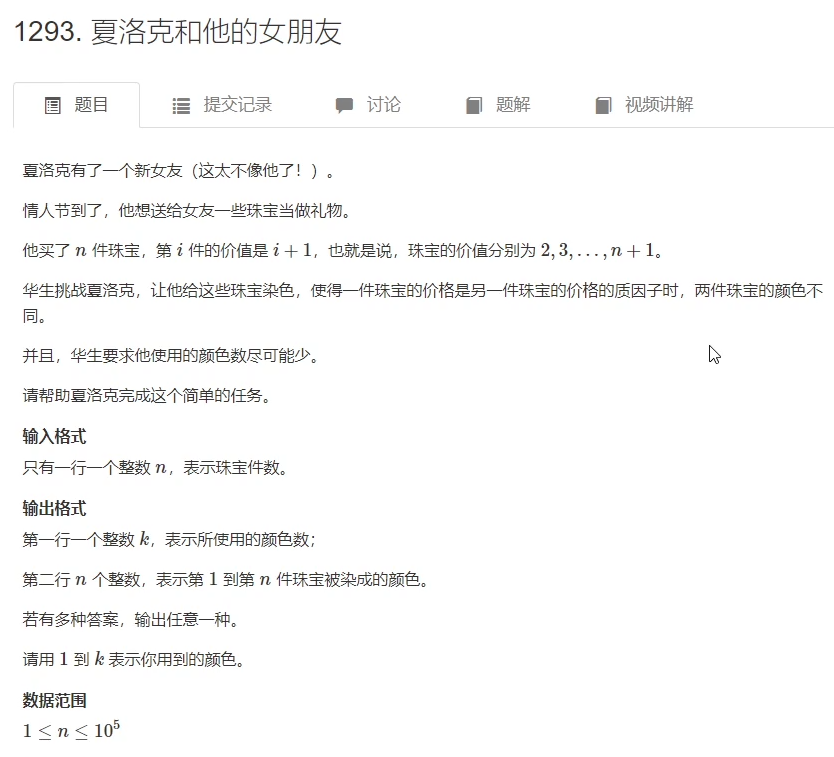 1293. 夏洛克和他的女朋友
题目 提交记录 讨论 题解 视频讲解
夏洛克有了一个新女友（这太不像他了！）。
情人节到了，他想送给女友一些珠宝当做礼物。
他买了 n 件珠宝，第 i 件的价值是 i + 1，也就是说，珠宝的价值分别为 2, 3, . . . , n + 1。
华生挑战夏洛克，让他给这些珠宝染色，使得一件珠宝的价格是另一件珠宝的价格的质因子时，两件珠宝的颜色不
同。
并且，华生要求他使用的颜色数尽可能少。
请帮助夏洛克完成这个简单的任务。
输入格式
只有一行一个整数 n，表示珠宝件数。
输出格式
第一行一个整数 k，表示所使用的颜色数；
第二行 n 个整数，表示第 1 到第 n 件珠宝被染成的颜色。
若有多种答案，输出任意一种。
请用 1 到 k 表示你用到的颜色。
数据范围
1 ≤ n ≤ 10⁵